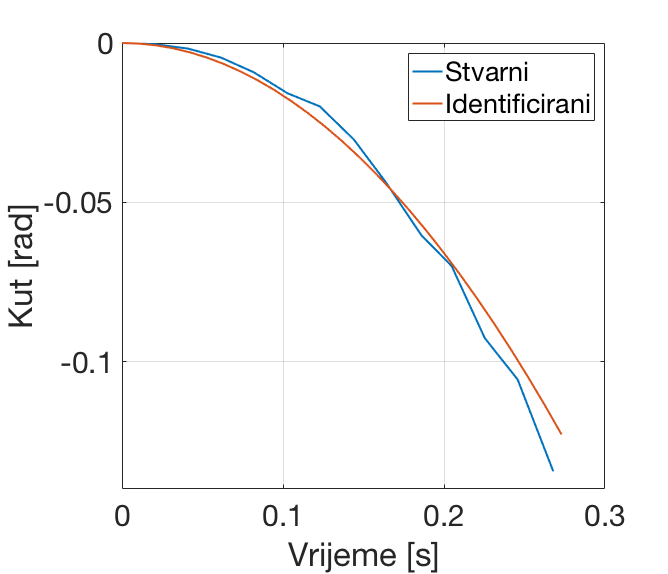 0
-0.05
-0.1
0
0.1
0.2
0.3
Kut [rad]
Vrijeme [s]
Stvarni
Identificirani